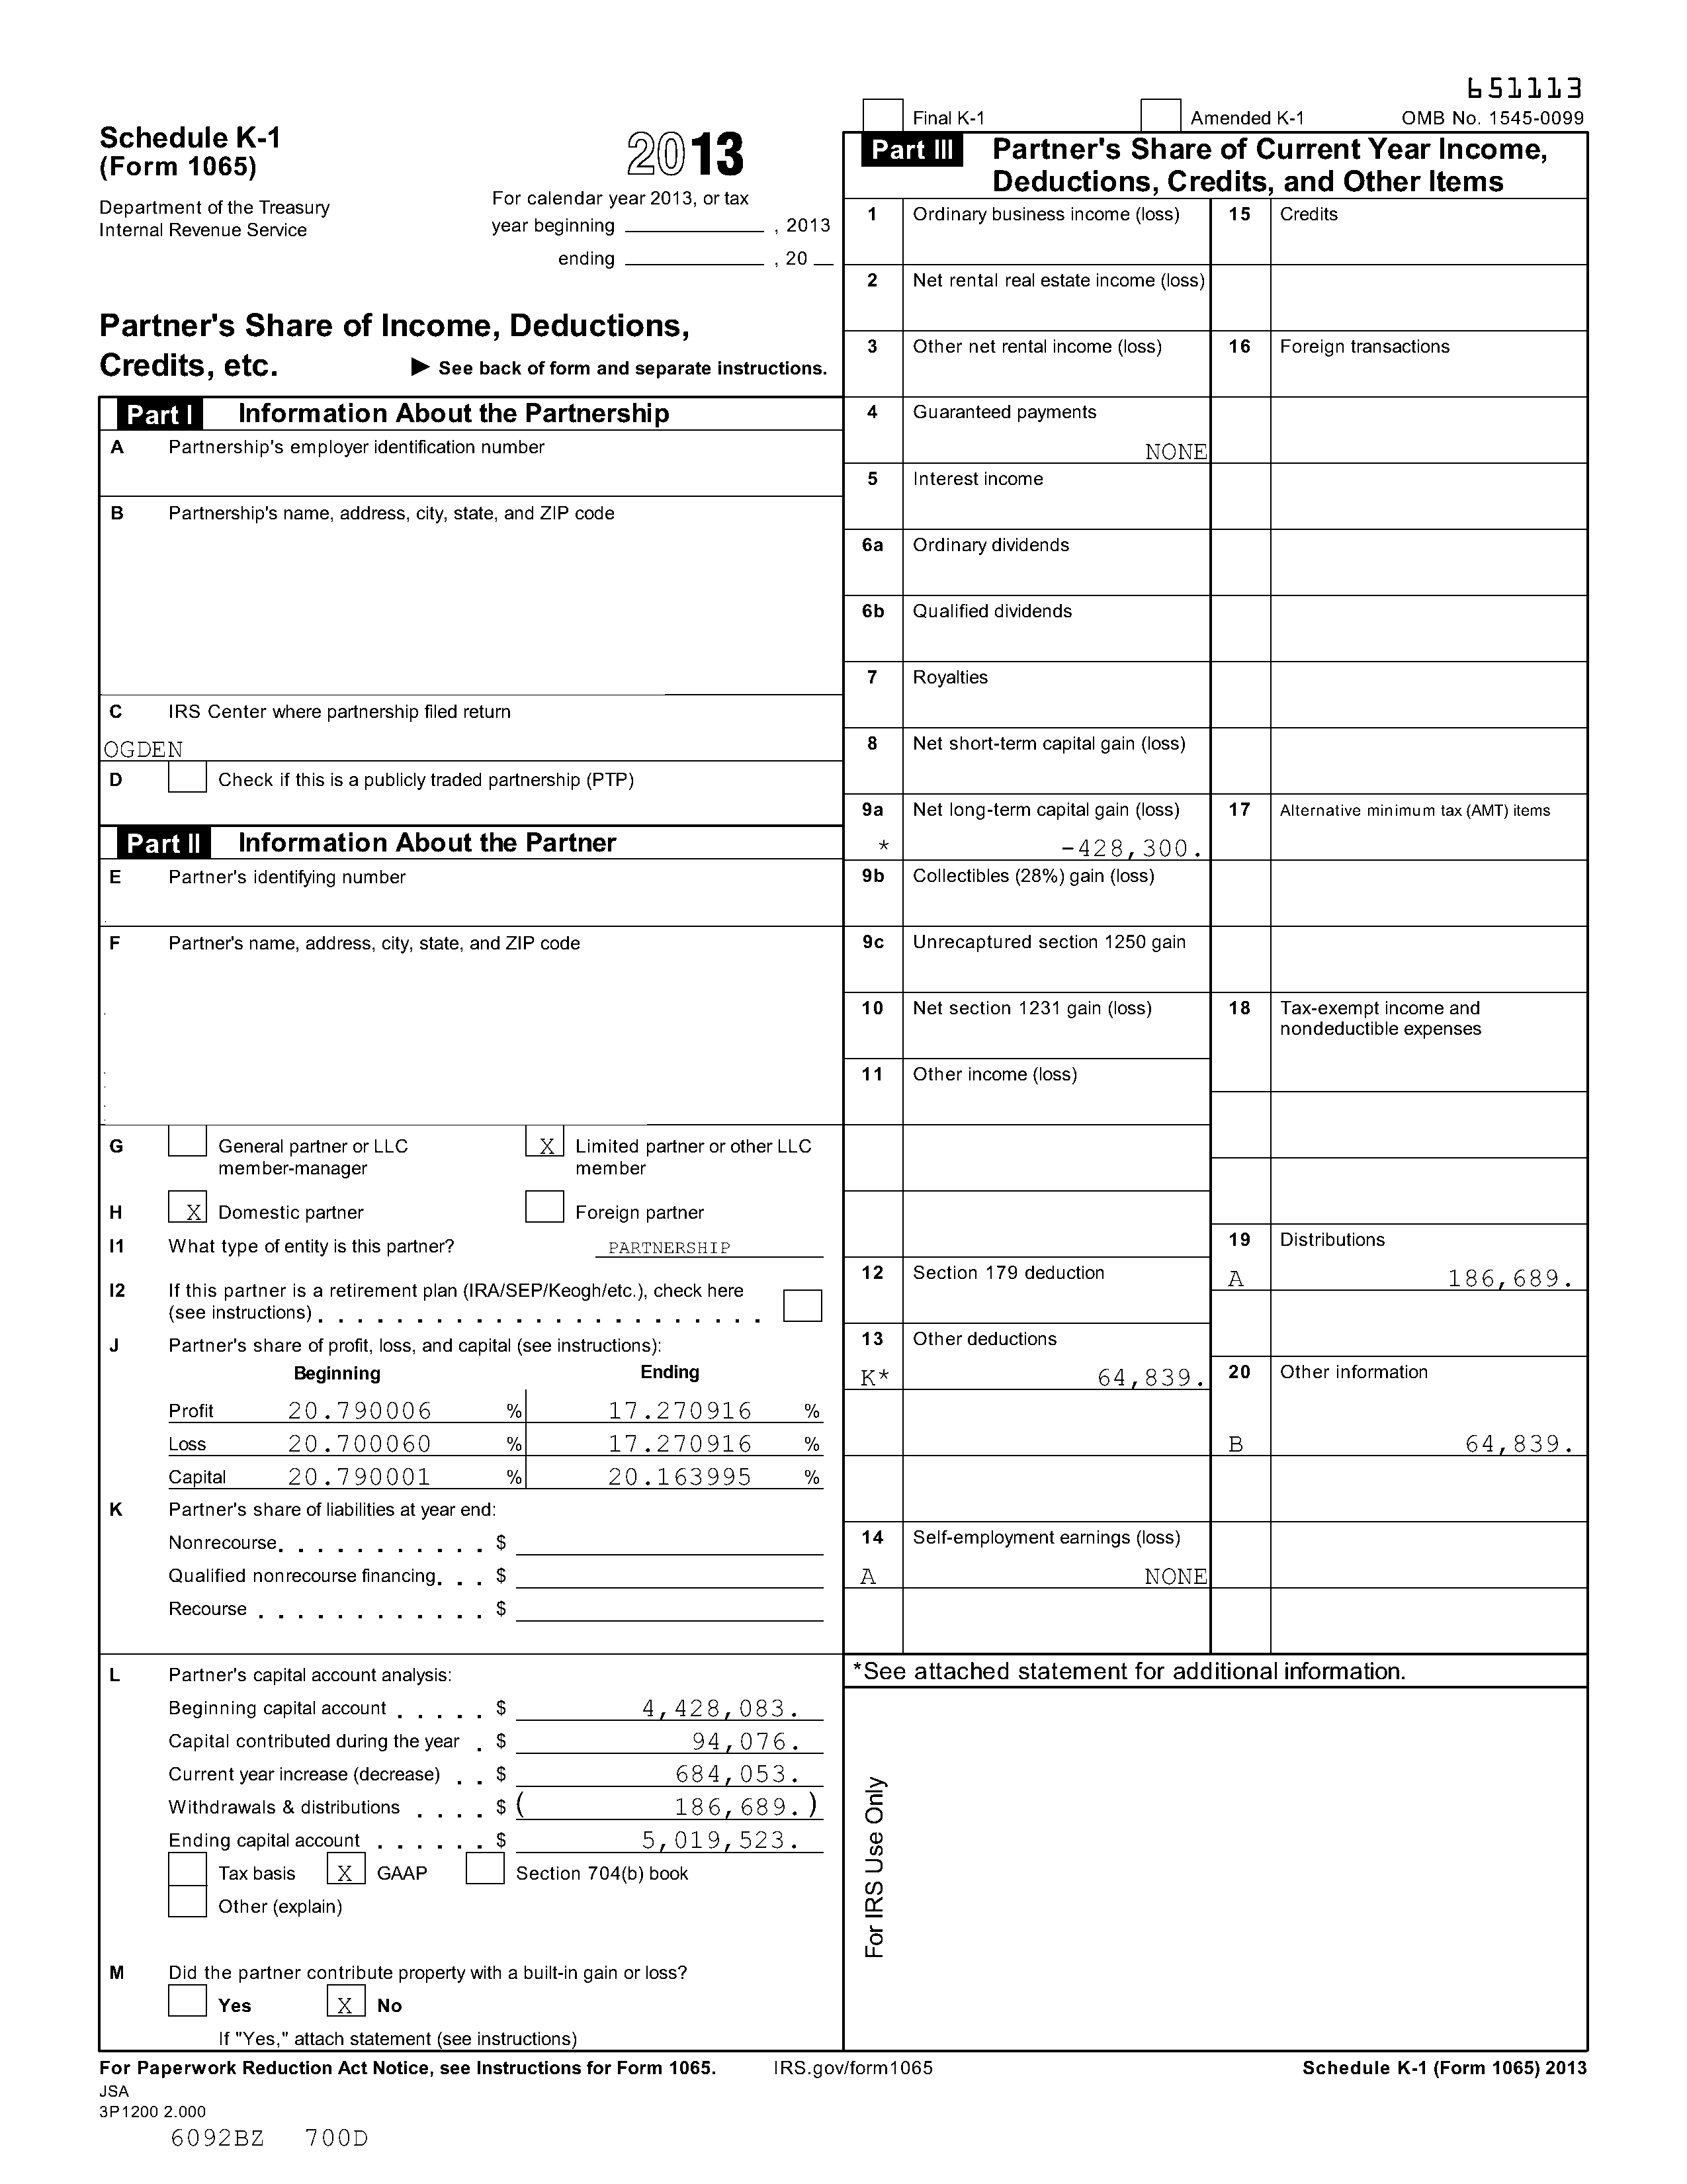 651113
Final K-1
Amended K-1
OMB No. 1545-0099
Schedule K-1
(Form 1065)
2013
Department of the Treasury
Internal Revenue Service
For calendar year 2013, or tax
year beginning , 2013
ending , 20
Partner's Share of Income, Deductions,
Credits, etc. ▶ See back of form and separate instructions.
Part I Information About the Partnership
A Partnership's employer identification number
B Partnership's name, address, city, state, and ZIP code
C IRS Center where partnership filed return
OGDEN
D Check if this is a publicly traded partnership (PTP)
Part II Information About the Partner
E Partner's identifying number
F Partner's name, address, city, state, and ZIP code
G General partner or LLC
member-manager
X Limited partner or other LLC
member
H X Domestic partner Foreign partner
I1 What type of entity is this partner? PARTNERSHIP
I2 If this partner is a retirement plan (IRA/SEP/Keogh/etc.), check here
(see instructions) . . . . . . . . . . . . . . . . . . . . . . .
J Partner's share of profit, loss, and capital (see instructions):
Beginning Ending
Profit 20.790006 % 17.270916 %
Loss 20.700060 % 17.270916 %
Capital 20.790001 % 20.163995 %
K Partner's share of liabilities at year end:
Nonrecourse. . . . . . . . . . . $
Qualified nonrecourse financing. . . $
Recourse . . . . . . . . . . . . $
L Partner's capital account analysis:
Beginning capital account . . . . . $ 4,428,083.
Capital contributed during the year . $ 94,076.
Current year increase (decrease) . . $ 684,053.
Withdrawals & distributions . . . . $ ( 186,689. )
Ending capital account . . . . . . $ 5,019,523.
Tax basis X GAAP Section 704(b) book
Other (explain)
M Did the partner contribute property with a built-in gain or loss?
Yes X No
If "Yes," attach statement (see instructions)
Part III Partner's Share of Current Year Income,
Deductions, Credits, and Other Items
1 Ordinary business income (loss)
2 Net rental real estate income (loss)
3 Other net rental income (loss)
4 Guaranteed payments
NONE
5 Interest income
6a Ordinary dividends
6b Qualified dividends
7 Royalties
8 Net short-term capital gain (loss)
9a Net long-term capital gain (loss)
* -428,300.
9b Collectibles (28%) gain (loss)
9c Unrecaptured section 1250 gain
10 Net section 1231 gain (loss)
11 Other income (loss)
12 Section 179 deduction
13 Other deductions
K* 64,839.
14 Self-employment earnings (loss)
A NONE
15 Credits
16 Foreign transactions
17 Alternative minimum tax (AMT) items
18 Tax-exempt income and
nondeductible expenses
19 Distributions
A 186,689.
20 Other information
B 64,839.
*See attached statement for additional information.
For IRS Use Only
For Paperwork Reduction Act Notice, see Instructions for Form 1065. IRS.gov/form1065 Schedule K-1 (Form 1065) 2013
JSA
3P1200 2.000
6092BZ 700D